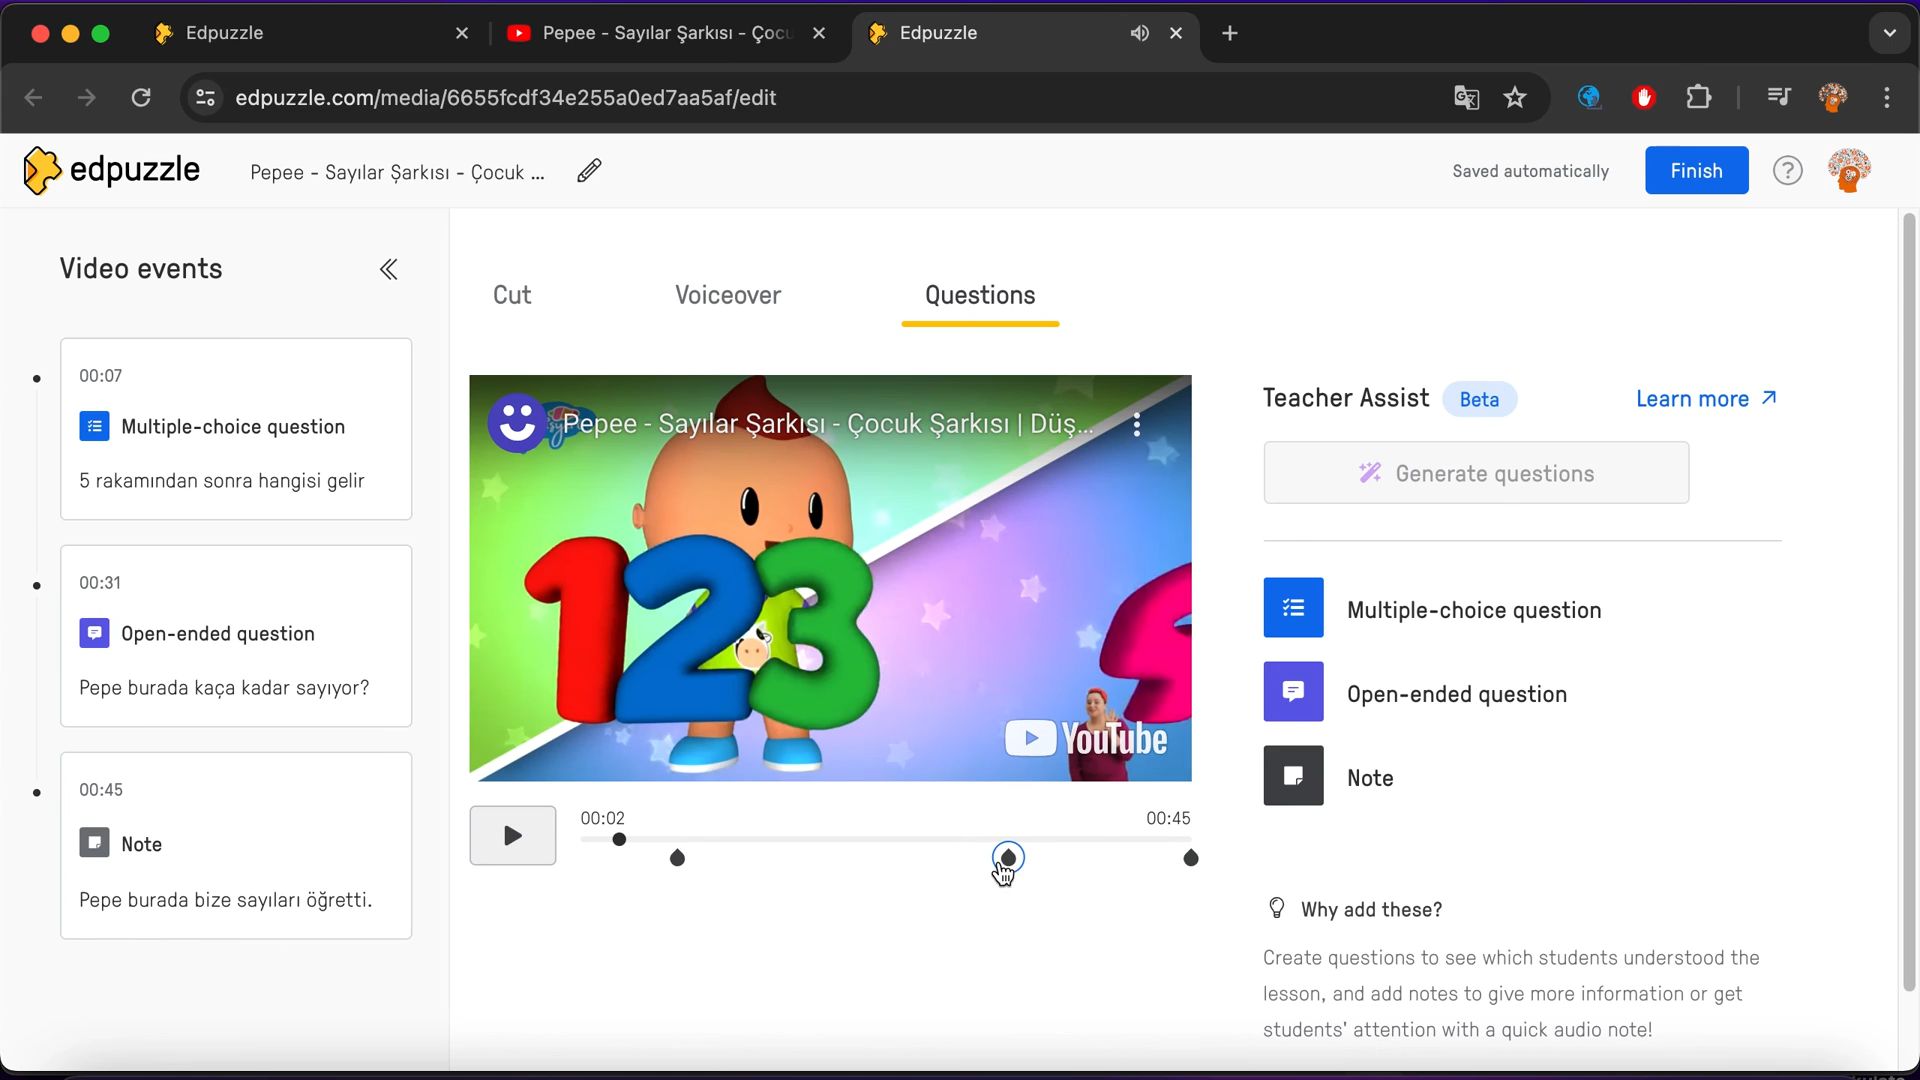 Edpuzzle
Pepee - Sayılar Şarkısı - Çocu
Edpuzzle
edpuzzle.com/media/6655fcdf34e255a0ed7aa5af/edit
edpuzzle
Pepee - Sayılar Şarkısı - Çocuk ...
Saved automatically
Finish
?
Video events
Cut
Voiceover
Questions
00:07
Multiple-choice question
5 rakamından sonra hangisi gelir
00:31
Open-ended question
Pepe burada kaça kadar sayıyor?
00:45
Note
Pepe burada bize sayıları öğretti.
Pepee - Sayılar Şarkısı - Çocuk Şarkısı | Düş...
1 2 3 4
YouTube
00:02
00:45
Teacher Assist
Beta
Learn more
Generate questions
Multiple-choice question
Open-ended question
Note
Why add these?
Create questions to see which students understood the
lesson, and add notes to give more information or get
students' attention with a quick audio note!